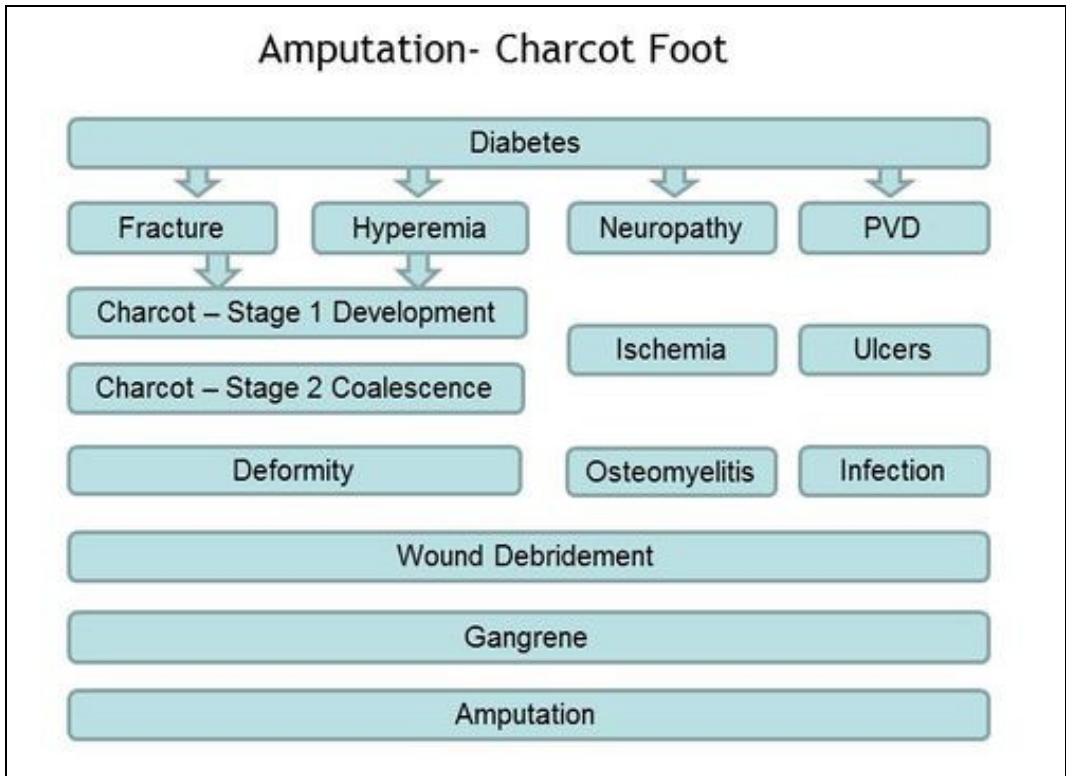 Amputation- Charcot Foot
Diabetes
Fracture
Hyperemia
Neuropathy
PVD
Charcot – Stage 1 Development
Ischemia
Ulcers
Charcot – Stage 2 Coalescence
Deformity
Osteomyelitis
Infection
Wound Debridement
Gangrene
Amputation